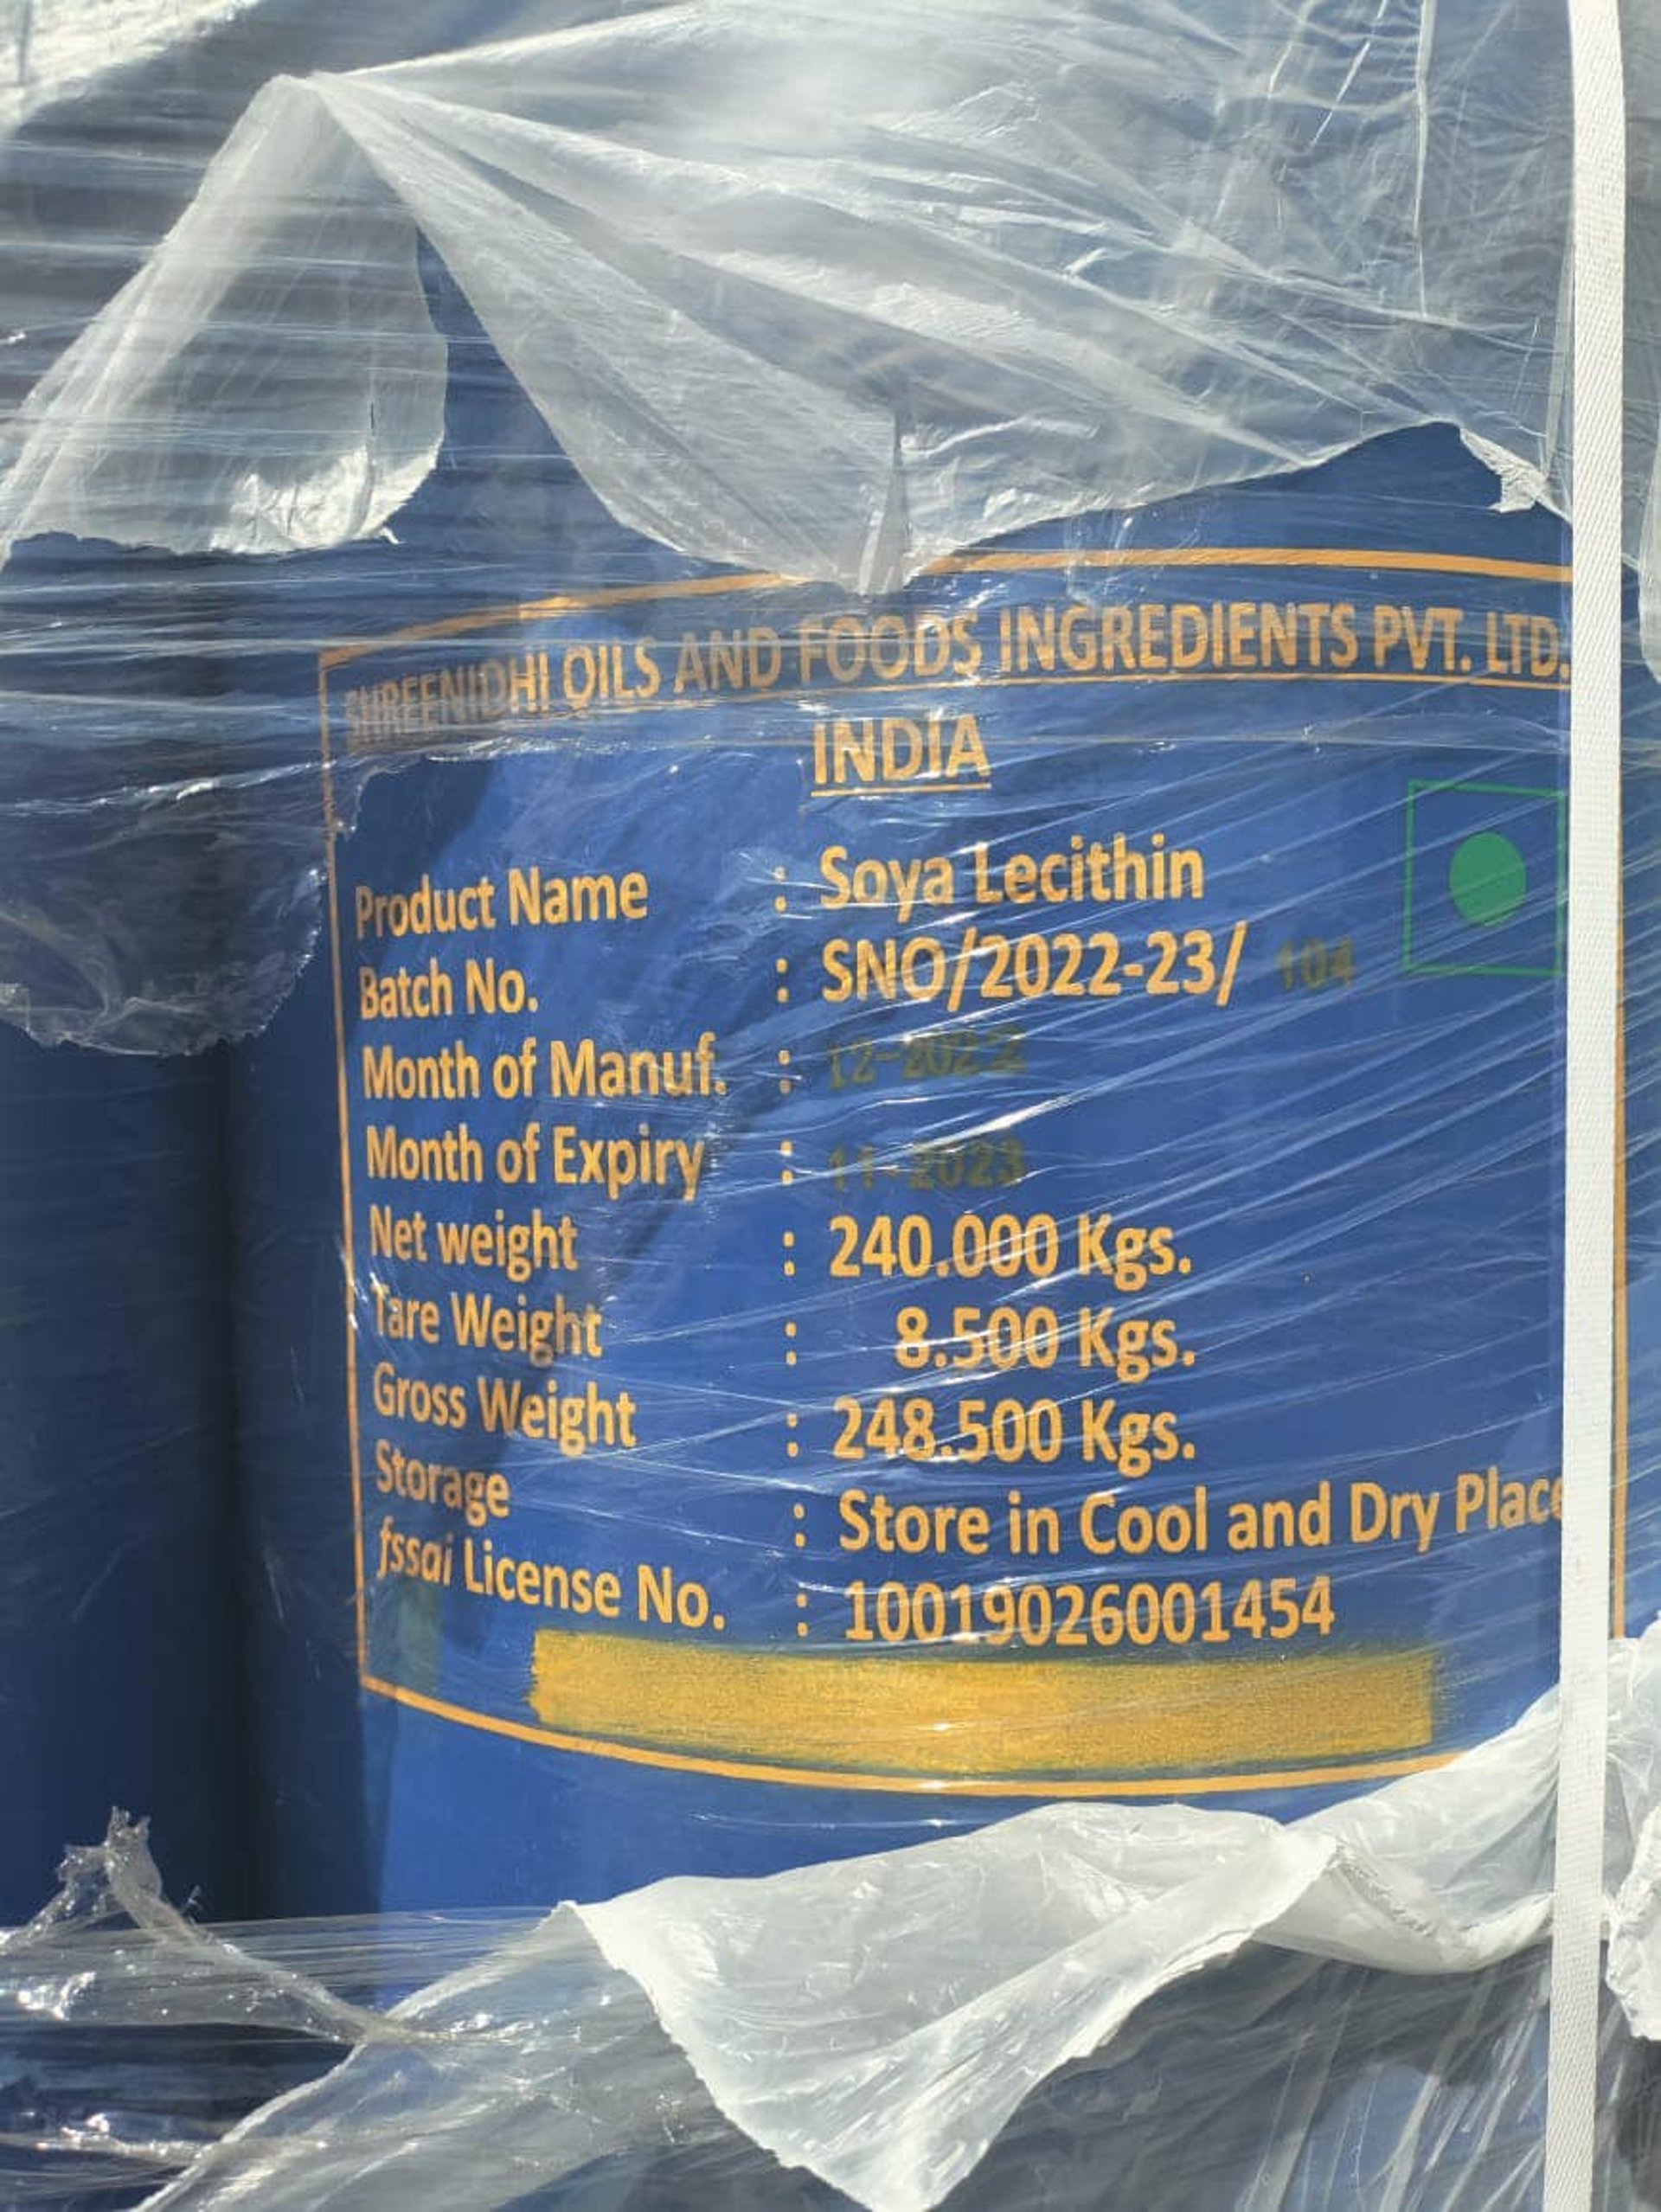 SHREENIDHI OILS AND FOODS INGREDIENTS PVT. LTD.
INDIA
Product Name : Soya Lecithin
Batch No. : SNO/2022-23/ 104
Month of Manuf. : 12-2022
Month of Expiry : 11-2023
Net weight : 240.000 Kgs.
Tare Weight : 8.500 Kgs.
Gross Weight : 248.500 Kgs.
Storage : Store in Cool and Dry Place
fssai License No. : 10019026001454